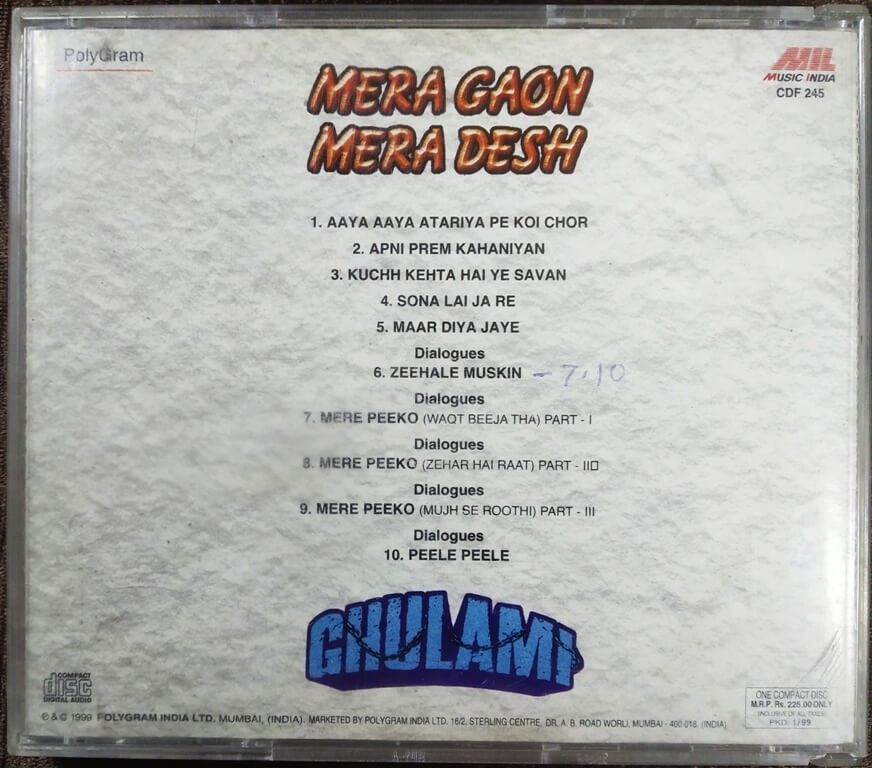 PolyGram
MIL
MUSIC INDIA
CDF 245
MERA GAON
MERA DESH
1. AAYA AAYA ATARIYA PE KOI CHOR
2. APNI PREM KAHANIYAN
3. KUCHH KEHTA HAI YE SAVAN
4. SONA LAI JA RE
5. MAAR DIYA JAYE
Dialogues
6. ZEEHALE MUSKIN - 7.10
Dialogues
7. MERE PEEKO (WAQT BEEJA THA) PART - I
Dialogues
8. MERE PEEKO (ZEHAR HAI RAAT) PART - II
Dialogues
9. MERE PEEKO (MUJH SE ROOTHI) PART - III
Dialogues
10. PEELE PEELE
GHULAMI
COMPACT
disc
DIGITAL AUDIO
℗ & © 1999 POLYGRAM INDIA LTD. MUMBAI, (INDIA). MARKETED BY POLYGRAM INDIA LTD. 16/2, STERLING CENTRE, DR. A. B. ROAD WORLI, MUMBAI - 400 018. (INDIA)
ONE COMPACT DISC
M.R.P. Rs. 225.00 ONLY
(INCLUSIVE OF ALL TAXES)
PKD. 1/99